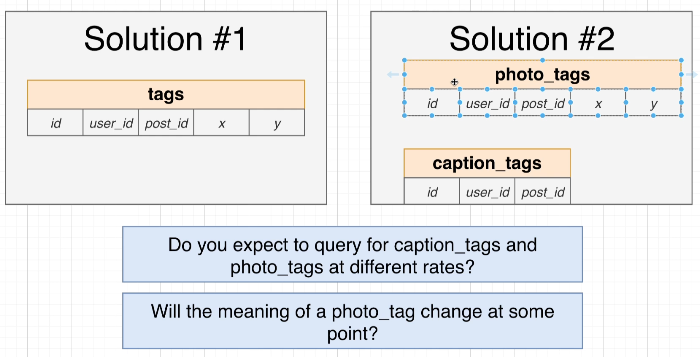 Solution #1
tags
id user_id post_id x y
Solution #2
photo_tags
id user_id post_id x y
caption_tags
id user_id post_id
Do you expect to query for caption_tags and
photo_tags at different rates?
Will the meaning of a photo_tag change at some
point?